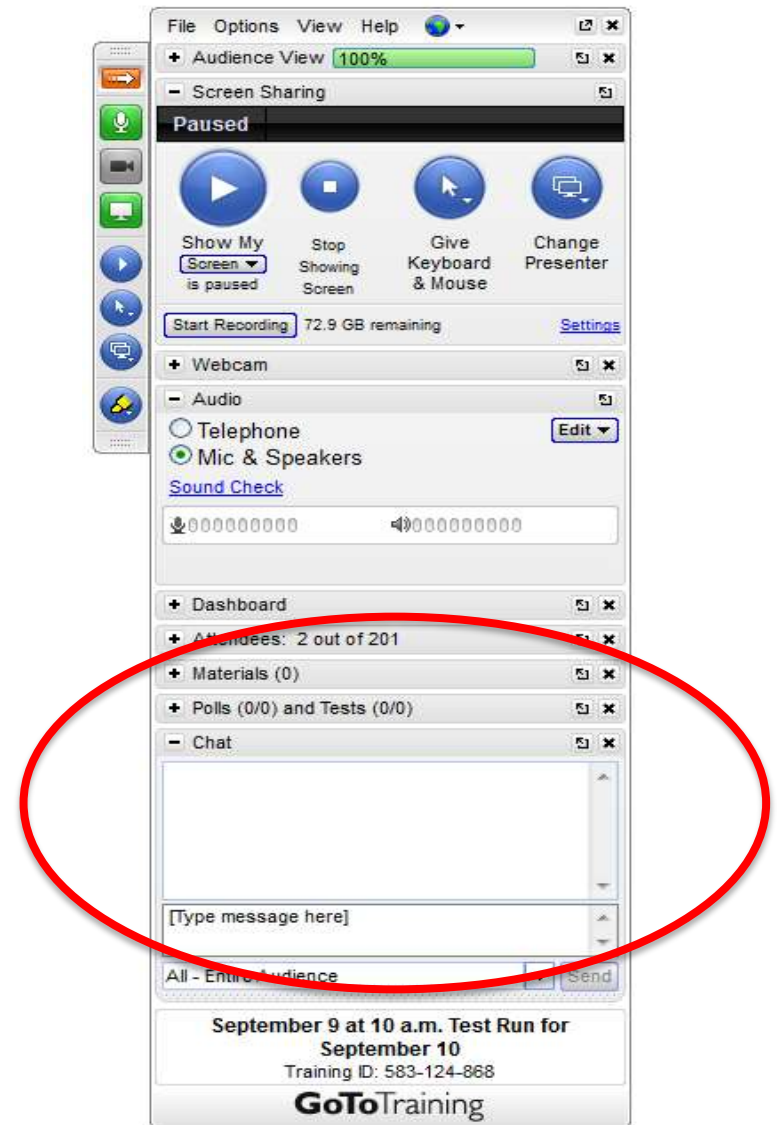 File Options View Help
Audience View 100%
Screen Sharing
Paused
Show My
Screen
is paused
Stop
Showing
Screen
Give
Keyboard
& Mouse
Change
Presenter
Start Recording 72.9 GB remaining Settings
Webcam
Audio
Telephone Edit
Mic & Speakers
Sound Check
000000000 000000000
Dashboard
Attendees: 2 out of 201
Materials (0)
Polls (0/0) and Tests (0/0)
Chat
[Type message here]
All - Entire Audience Send
September 9 at 10 a.m. Test Run for
September 10
Training ID: 583-124-868
GoToTraining